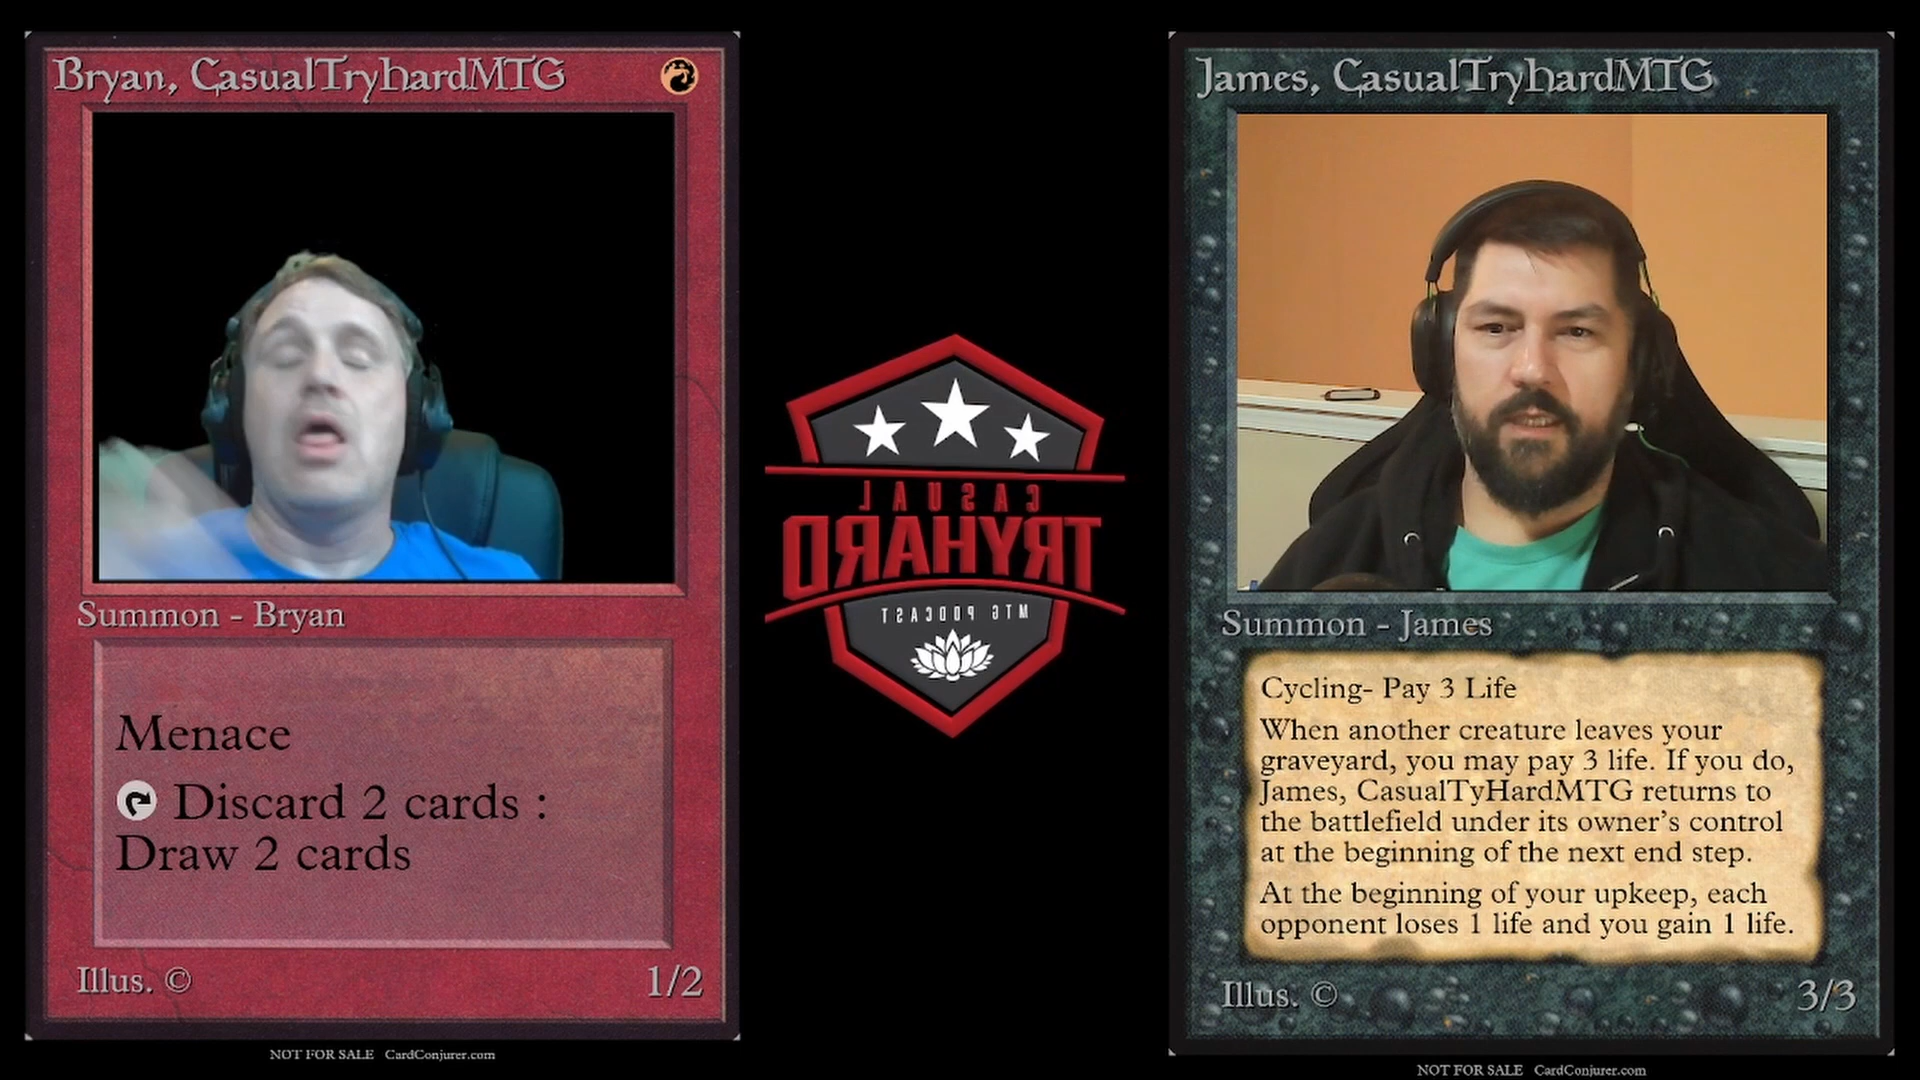 Bryan, CasualTryhardMTG
Summon - Bryan
Menace
Discard 2 cards :
Draw 2 cards
Illus. ©
1/2
NOT FOR SALE CardConjurer.com
CASUAL
TRYHARD
MTG PODCAST
James, CasualTryhardMTG
Summon - James
Cycling- Pay 3 Life
When another creature leaves your
graveyard, you may pay 3 life. If you do,
James, CasualTyHardMTG returns to
the battlefield under its owner's control
at the beginning of the next end step.
At the beginning of your upkeep, each
opponent loses 1 life and you gain 1 life.
Illus. ©
3/3
NOT FOR SALE CardConjurer.com